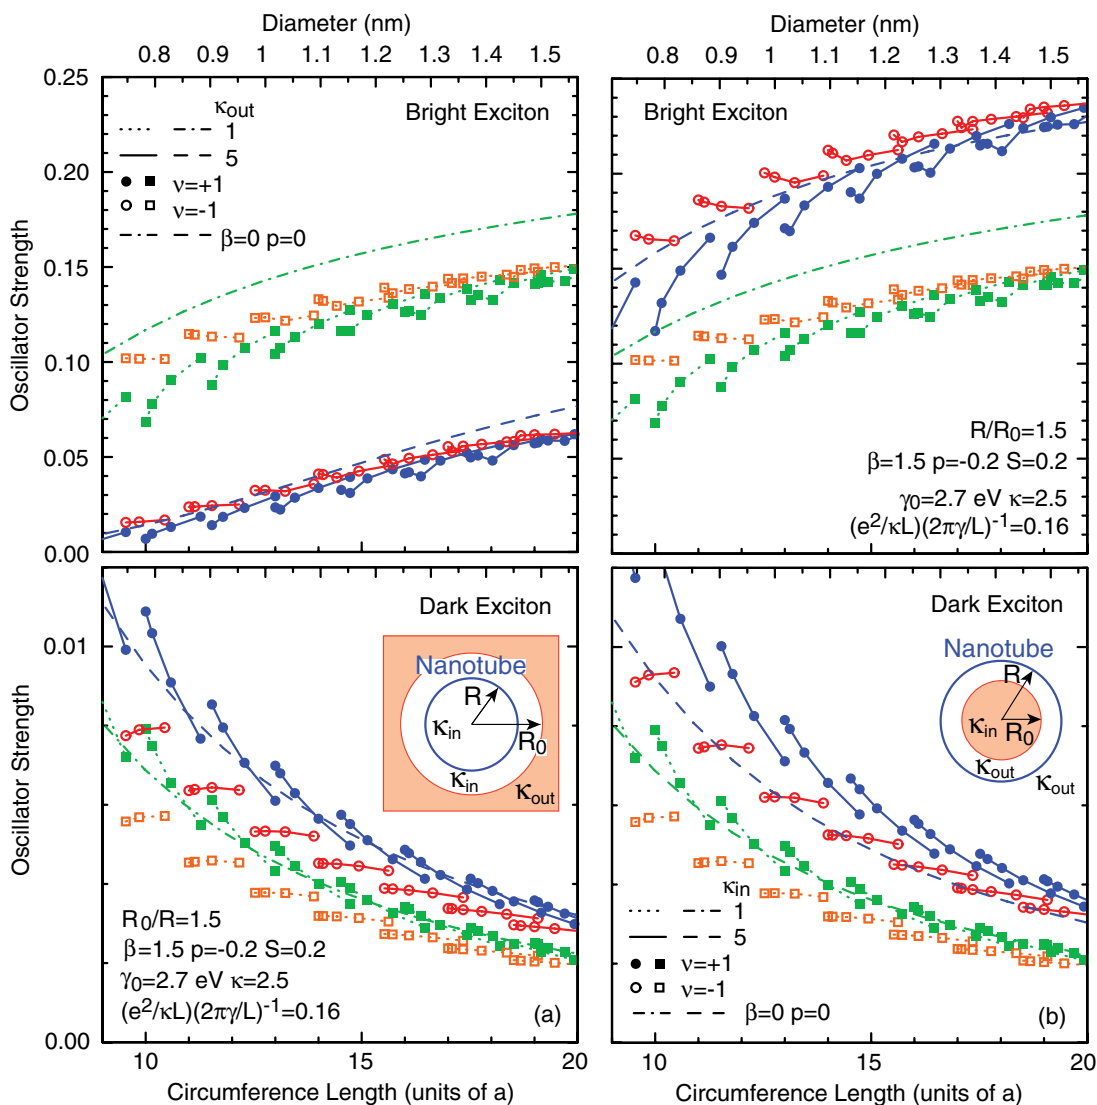 Diameter (nm)
0.8 0.9 1 1.1 1.2 1.3 1.4 1.5
0.25
0.20
0.15
0.10
0.05
0.00
Oscillator Strength
κout
1
5
ν=+1
ν=-1
β=0 p=0
Bright Exciton
Diameter (nm)
0.8 0.9 1 1.1 1.2 1.3 1.4 1.5
Bright Exciton
R/R0=1.5
β=1.5 p=-0.2 S=0.2
γ0=2.7 eV κ=2.5
(e2/κL)(2πγ/L)-1=0.16
0.01
0.00
Oscillator Strength
Dark Exciton
Nanotube
R
κin
R0
κin
κout
R0/R=1.5
β=1.5 p=-0.2 S=0.2
γ0=2.7 eV κ=2.5
(e2/κL)(2πγ/L)-1=0.16
(a)
10 15 20
Circumference Length (units of a)
Dark Exciton
Nanotube
R
κin
R0
κout
κout
κin
1
5
ν=+1
ν=-1
β=0 p=0
(b)
10 15 20
Circumference Length (units of a)